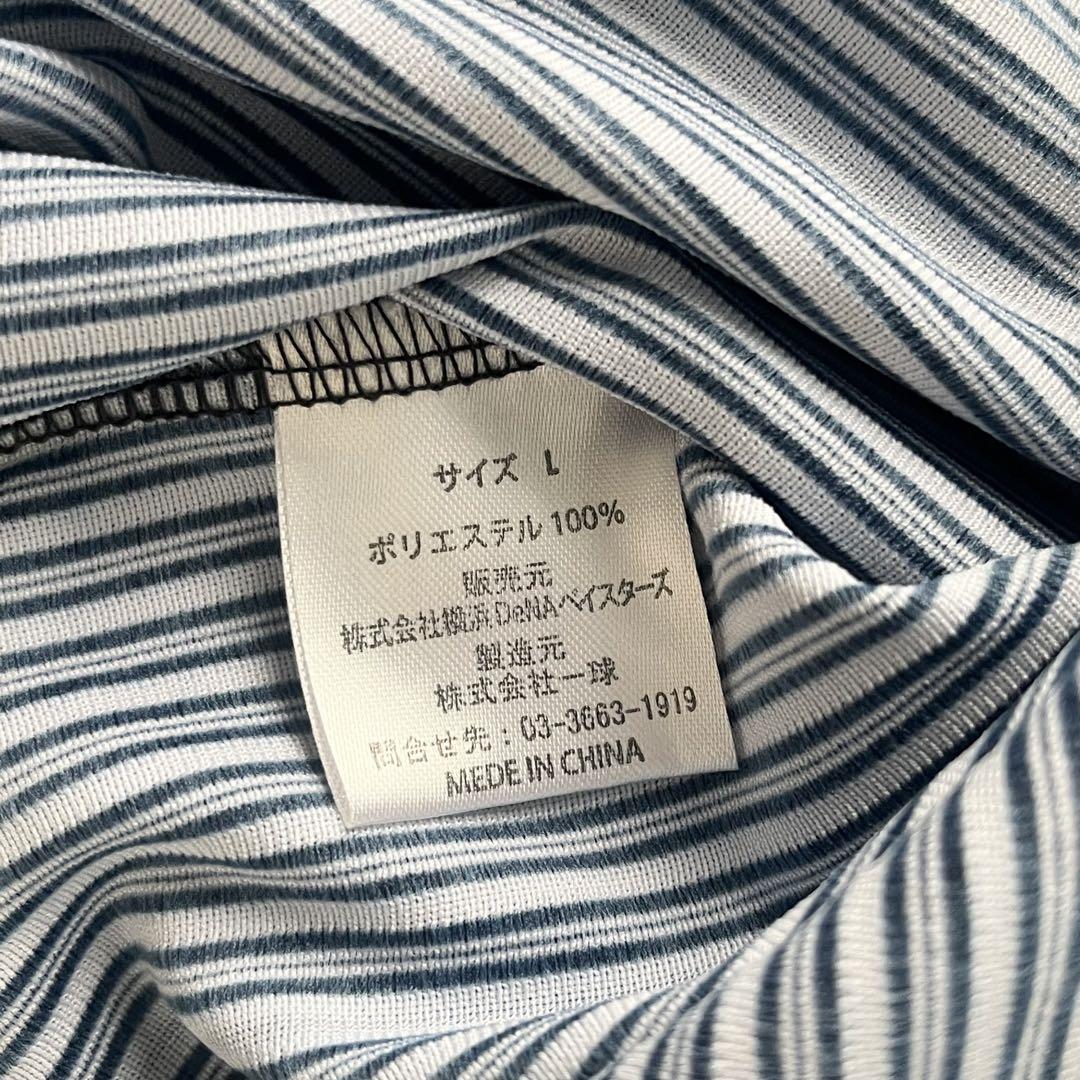 サイズ L
ポリエステル 100%
販売元
株式会社横浜DeNAベイスターズ
製造元
株式会社一球
問合せ先：03-3663-1919
MEDE IN CHINA